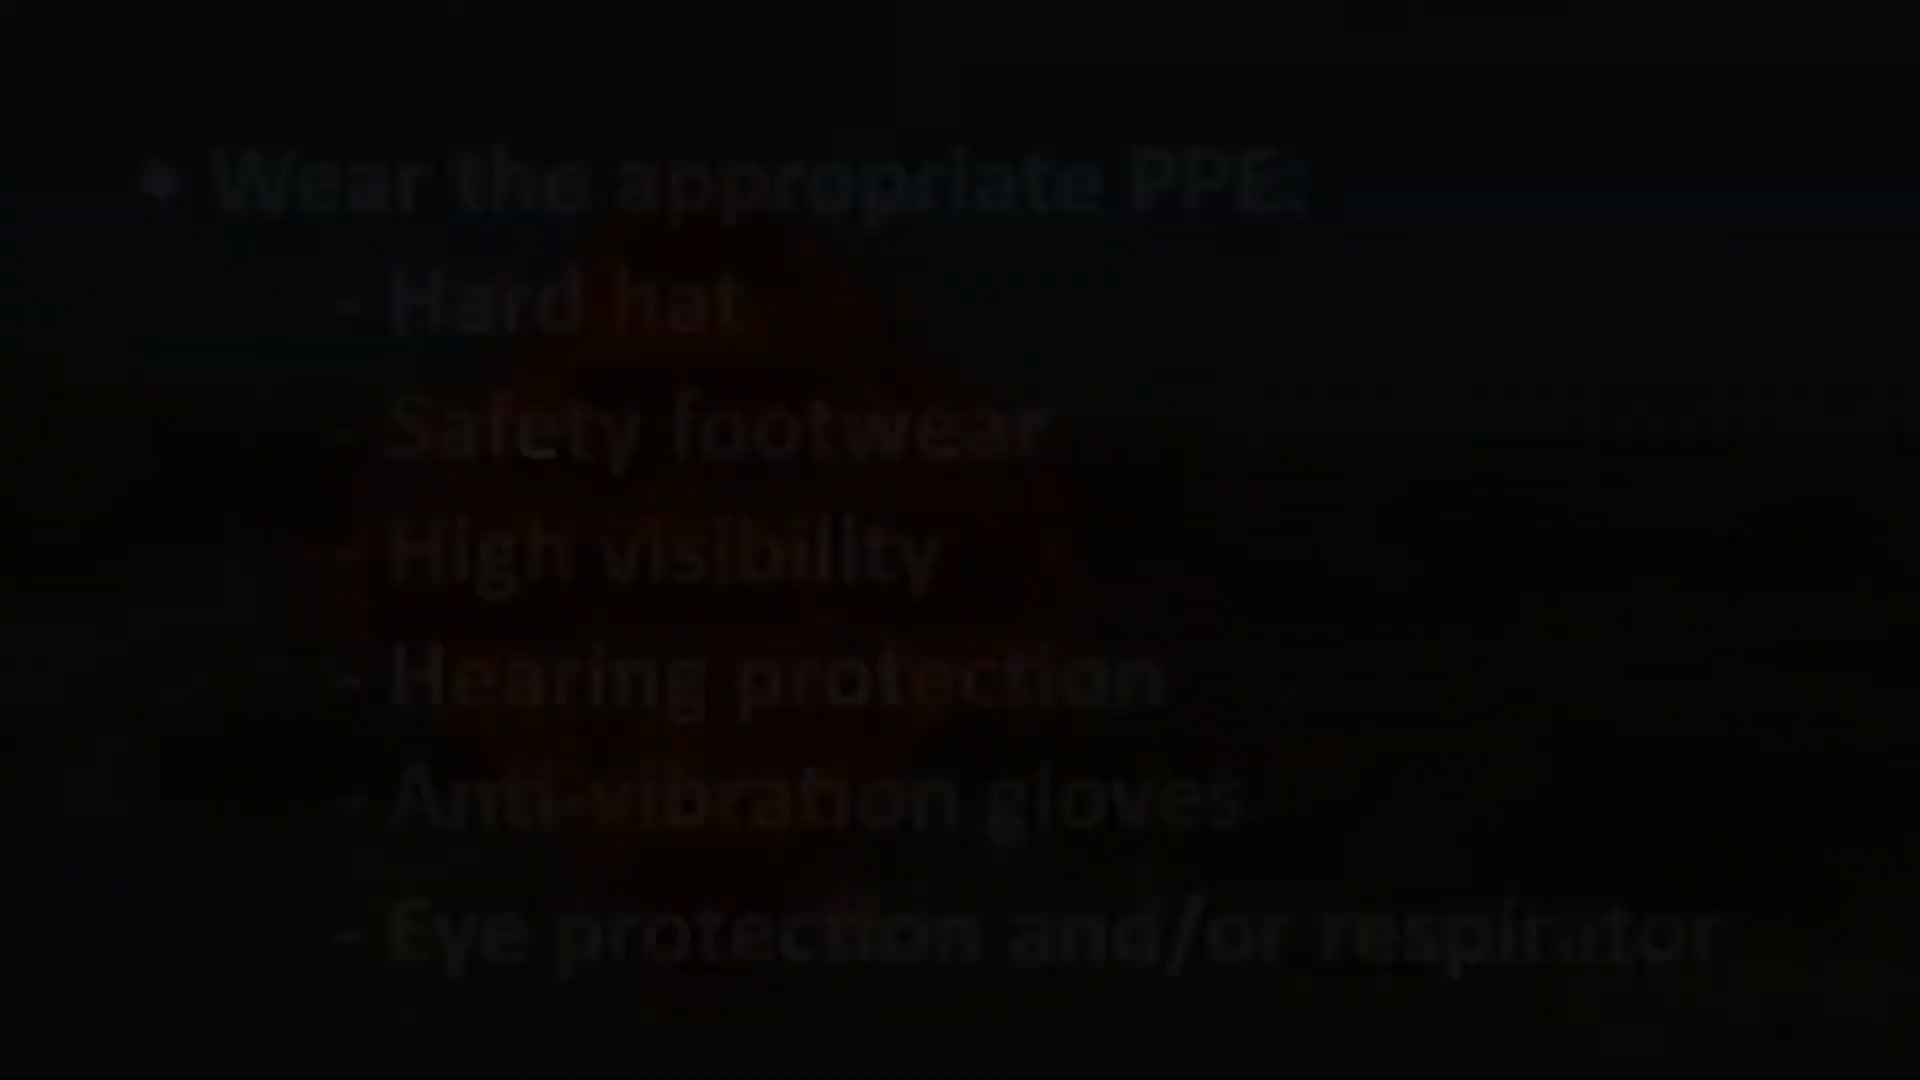 • Wear the appropriate PPE:
- Hard hat
- Safety footwear
- High visibility
- Hearing protection
- Anti-vibration gloves
- Eye protection and/or respirator